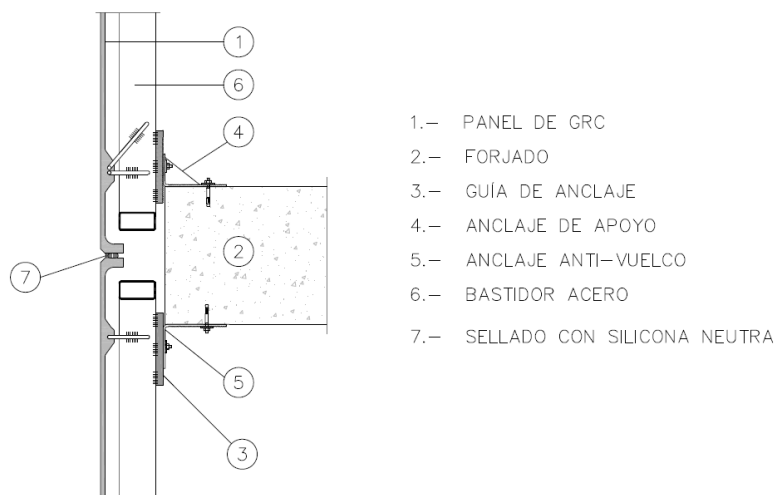 1
6
4
2
7
5
3
1.– PANEL DE GRC
2.– FORJADO
3.– GUÍA DE ANCLAJE
4.– ANCLAJE DE APOYO
5.– ANCLAJE ANTI–VUELCO
6.– BASTIDOR ACERO
7.– SELLADO CON SILICONA NEUTRA